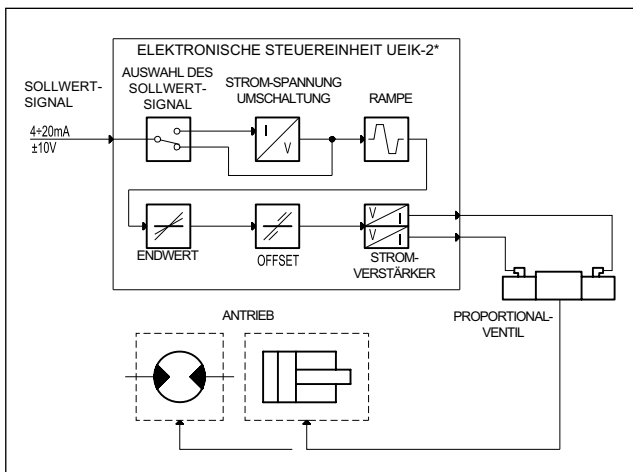 ELEKTRONISCHE STEUEREINHEIT UEIK-2*
SOLLWERT-
SIGNAL
4÷20mA
±10V
AUSWAHL DES
SOLLWERT-
SIGNAL
STROM-SPANNUNG
UMSCHALTUNG
I
V
RAMPE
ENDWERT
OFFSET
V
I
V
I
STROM-
VERSTÄRKER
PROPORTIONAL-
VENTIL
ANTRIEB